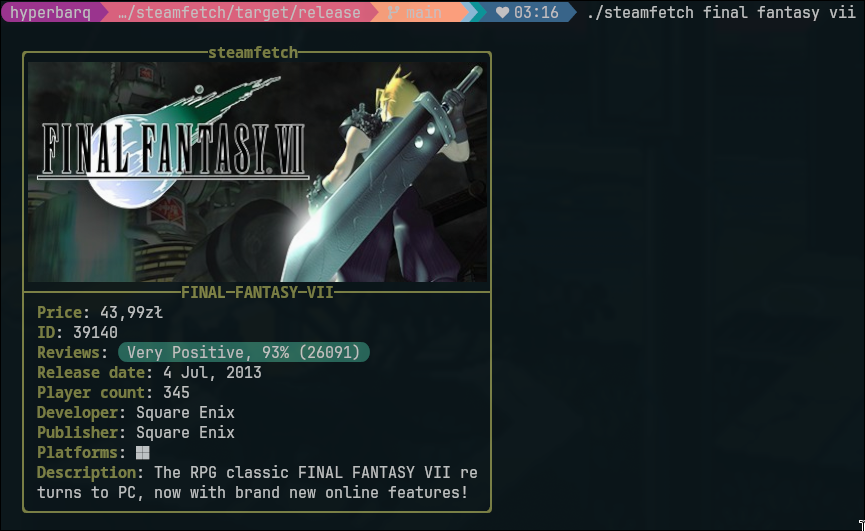 hyperbarq …/steamfetch/target/release main 03:16 ./steamfetch final fantasy vii
steamfetch
FINAL FANTASY VII
FINAL—FANTASY—VII
Price: 43,99zł
ID: 39140
Reviews: Very Positive, 93% (26091)
Release date: 4 Jul, 2013
Player count: 345
Developer: Square Enix
Publisher: Square Enix
Platforms:
Description: The RPG classic FINAL FANTASY VII re
turns to PC, now with brand new online features!